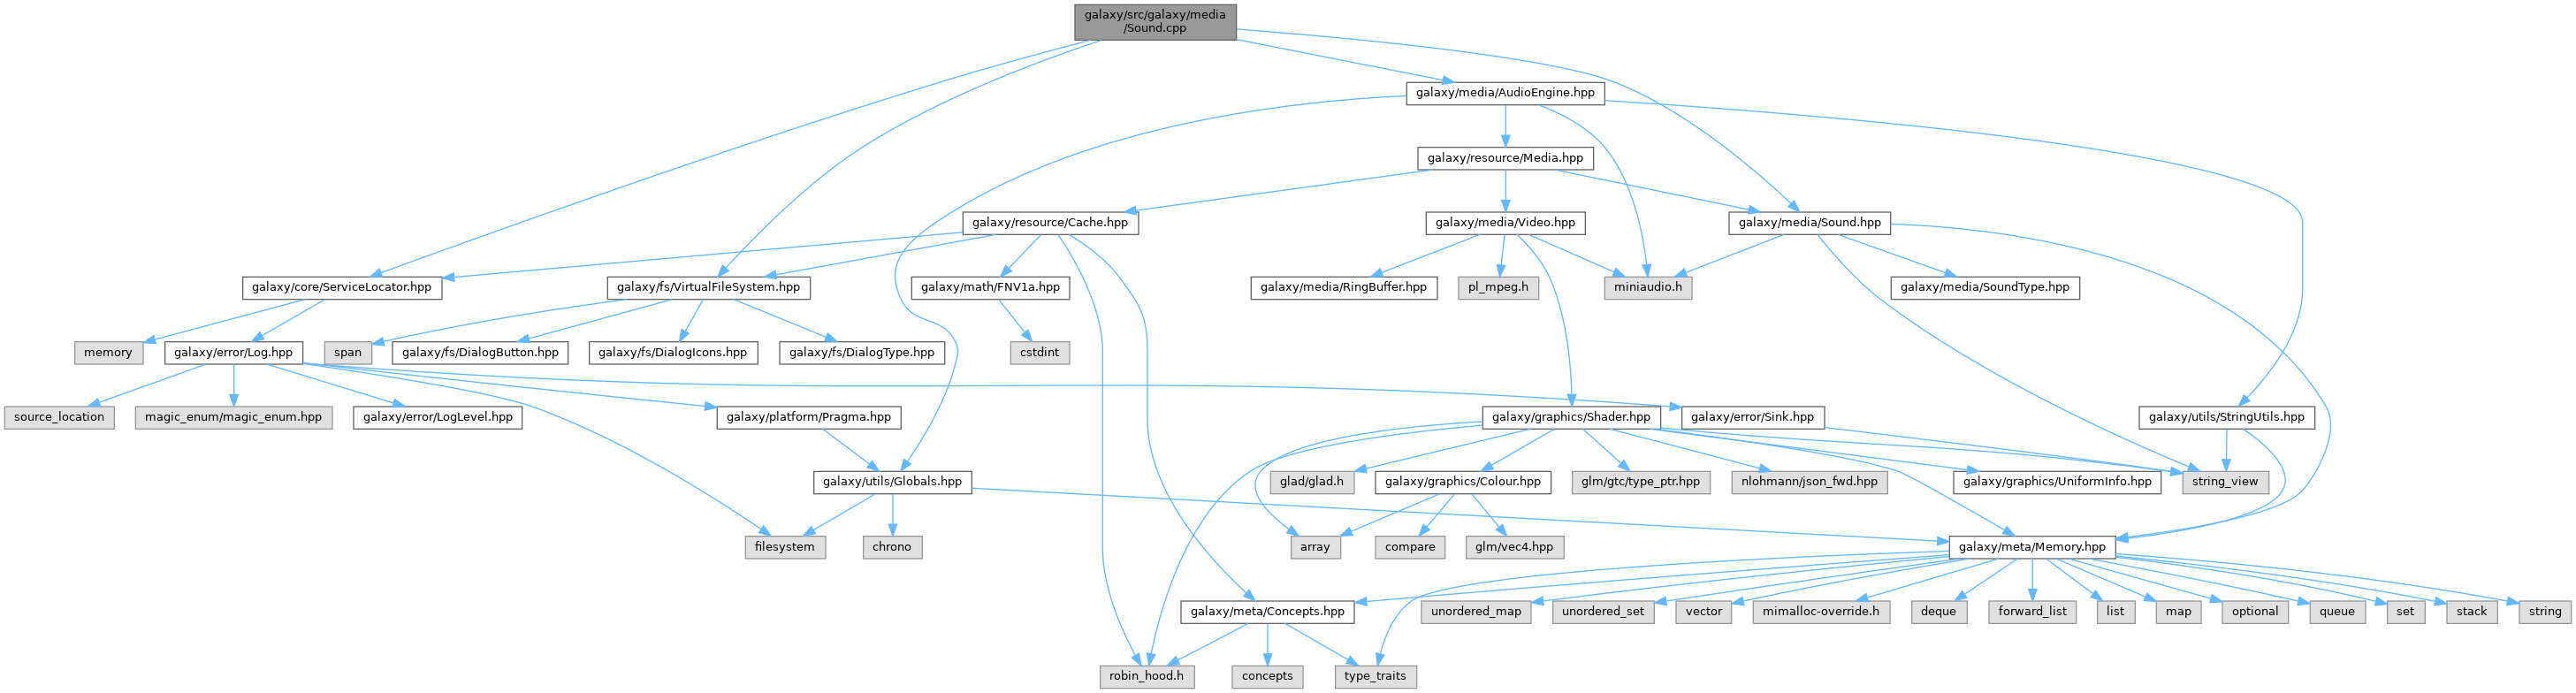 galaxy/src/galaxy/media
/Sound.cpp
galaxy/media/AudioEngine.hpp
galaxy/resource/Media.hpp
galaxy/resource/Cache.hpp
galaxy/media/Video.hpp
galaxy/media/Sound.hpp
galaxy/core/ServiceLocator.hpp
galaxy/fs/VirtualFileSystem.hpp
galaxy/math/FNV1a.hpp
galaxy/media/RingBuffer.hpp
pl_mpeg.h
miniaudio.h
galaxy/media/SoundType.hpp
memory
galaxy/error/Log.hpp
span
galaxy/fs/DialogButton.hpp
galaxy/fs/DialogIcons.hpp
galaxy/fs/DialogType.hpp
cstdint
source_location
magic_enum/magic_enum.hpp
galaxy/error/LogLevel.hpp
galaxy/platform/Pragma.hpp
galaxy/error/Sink.hpp
galaxy/graphics/Shader.hpp
galaxy/utils/StringUtils.hpp
galaxy/utils/Globals.hpp
glad/glad.h
galaxy/graphics/Colour.hpp
glm/gtc/type_ptr.hpp
nlohmann/json_fwd.hpp
galaxy/graphics/UniformInfo.hpp
string_view
filesystem
chrono
array
compare
glm/vec4.hpp
galaxy/meta/Memory.hpp
galaxy/meta/Concepts.hpp
unordered_map
unordered_set
vector
mimalloc-override.h
deque
forward_list
list
map
optional
queue
set
stack
string
robin_hood.h
concepts
type_traits